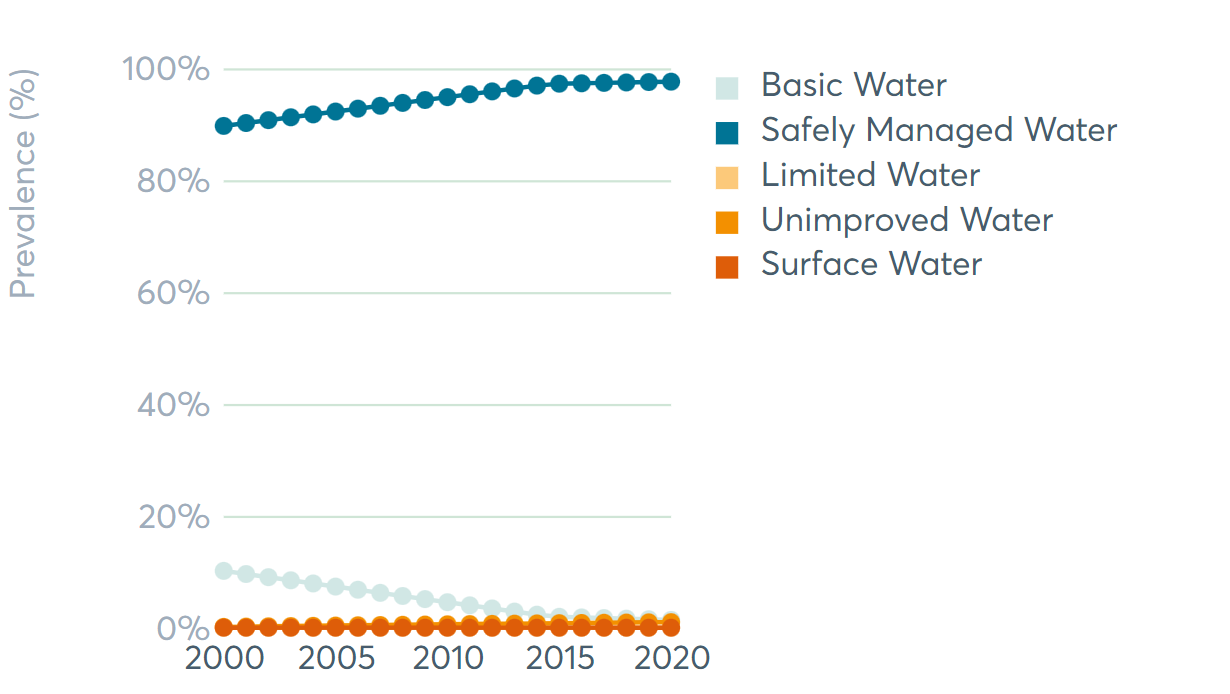 Prevalence (%)
100%
80%
60%
40%
20%
0%
2000 2005 2010 2015 2020
Basic Water
Safely Managed Water
Limited Water
Unimproved Water
Surface Water